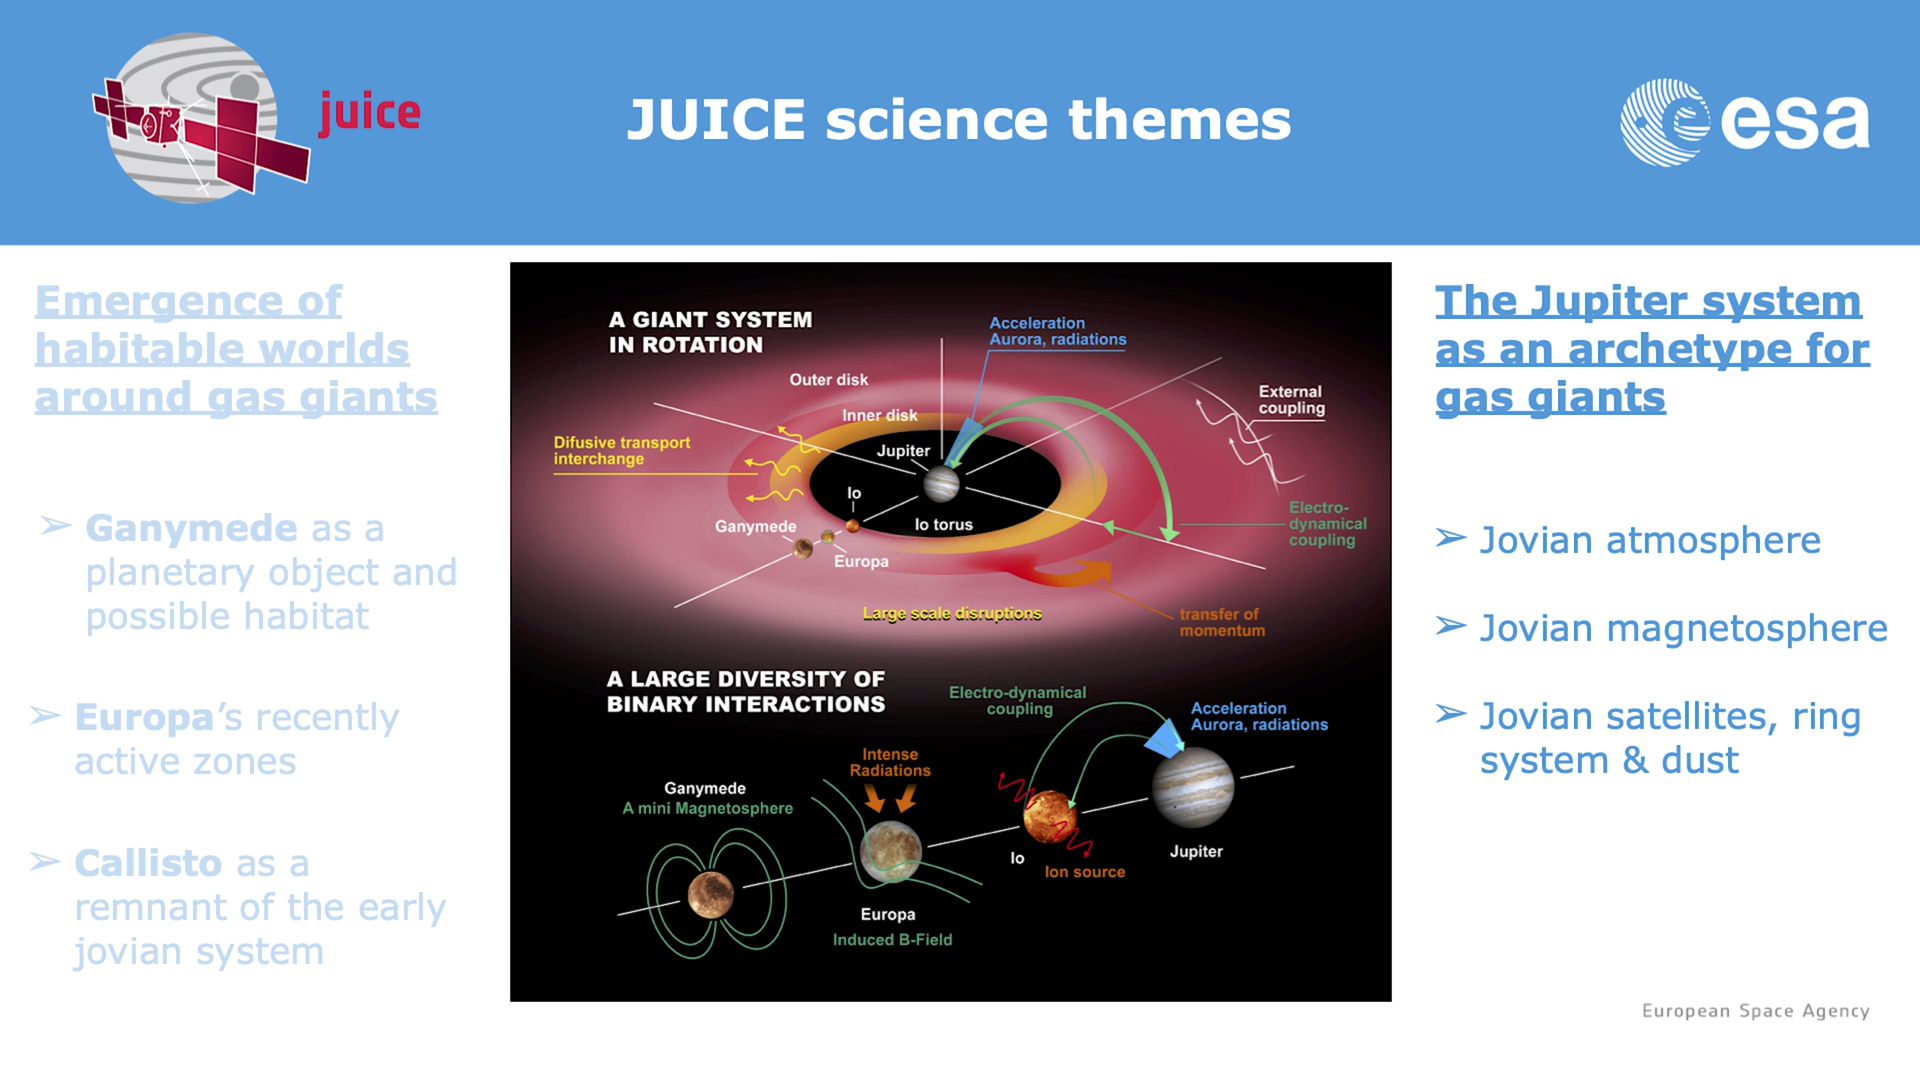 juice
JUICE science themes
esa
Emergence of
habitable worlds
around gas giants
➢ Ganymede as a
planetary object and
possible habitat
➢ Europa’s recently
active zones
➢ Callisto as a
remnant of the early
jovian system
A GIANT SYSTEM
IN ROTATION
Acceleration
Aurora, radiations
Outer disk
External
coupling
Inner disk
Difusive transport
interchange
Jupiter
Io
Electro-
dynamical
coupling
Ganymede
Io torus
Europa
Large scale disruptions
transfer of
momentum
A LARGE DIVERSITY OF
BINARY INTERACTIONS
Electro-dynamical
coupling
Acceleration
Aurora, radiations
Intense
Radiations
Ganymede
A mini Magnetosphere
Io
Jupiter
Ion source
Europa
Induced B-Field
The Jupiter system
as an archetype for
gas giants
➢ Jovian atmosphere
➢ Jovian magnetosphere
➢ Jovian satellites, ring
system & dust
European Space Agency